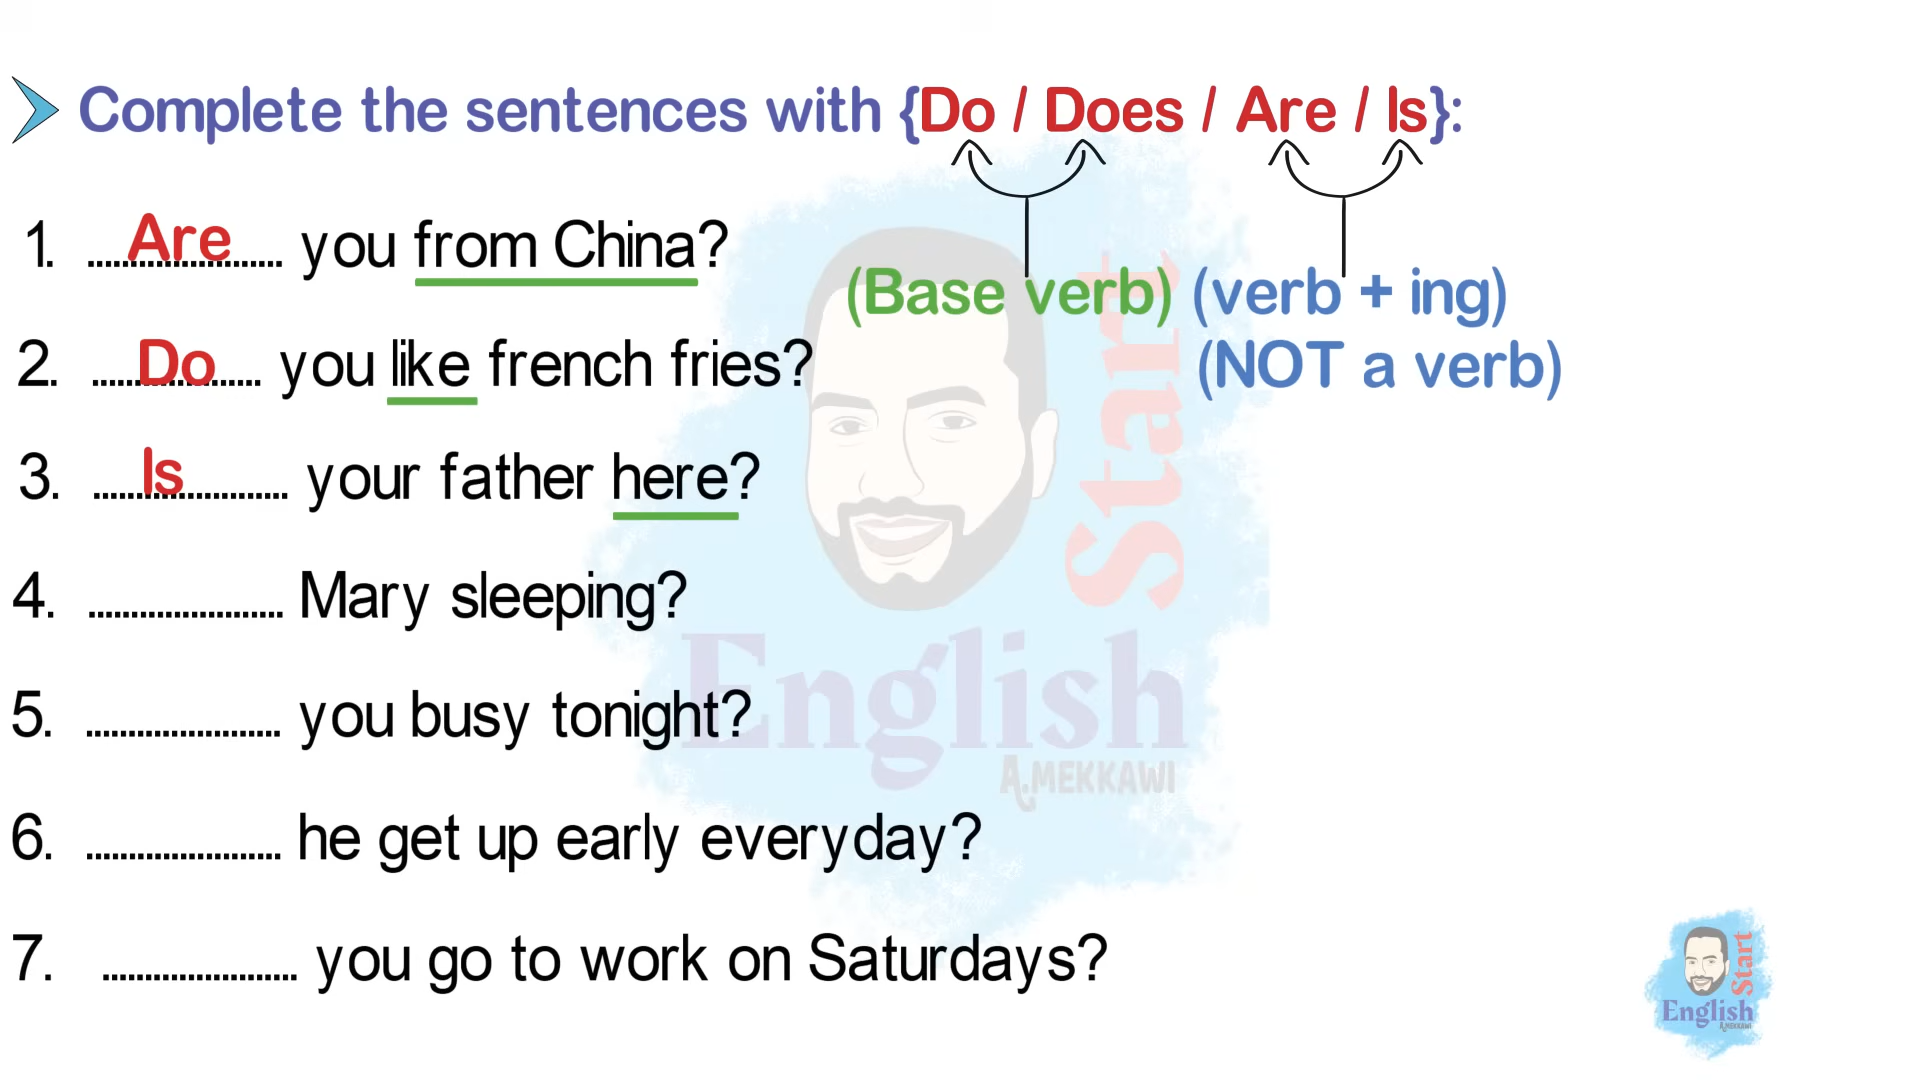 Complete the sentences with {Do / Does / Are / Is}:
(Base verb) (verb + ing)
(NOT a verb)
1. ........Are........ you from China?
2. ........Do........ you like french fries?
3. ........Is........ your father here?
4. ........................ Mary sleeping?
5. ........................ you busy tonight?
6. ........................ he get up early everyday?
7. ........................ you go to work on Saturdays?
Start
English
A.MEKKAWI
Start
English
A.MEKKAWI